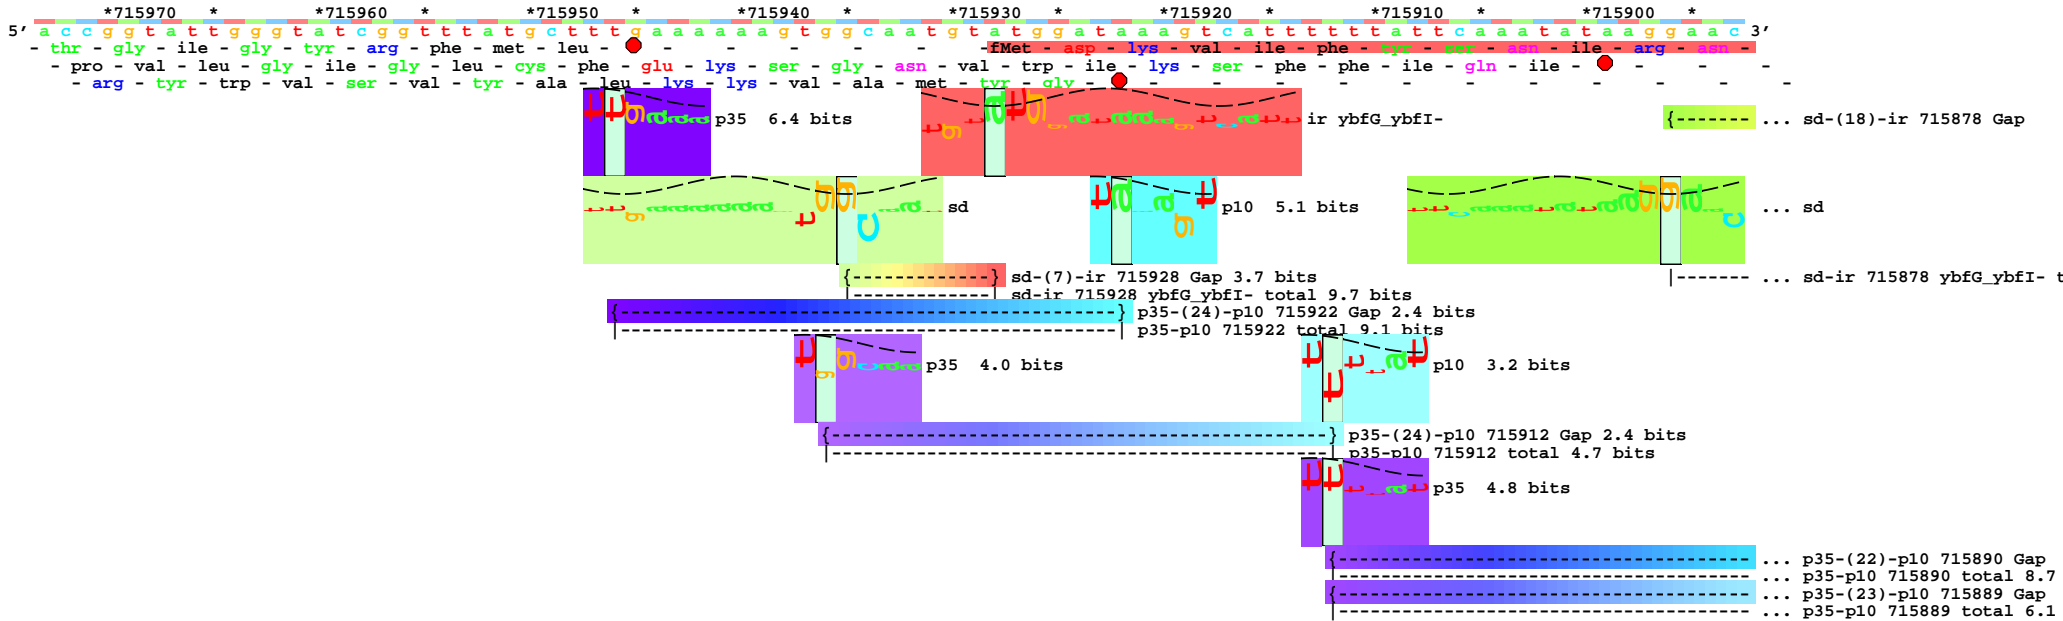 *715970 * *715960 * *715950 * *715940 * *715930 * *715920 * *715910 * *715900 *
5' a c c g g t a t t g g g t a t c g g t t t a t g c t t t g a a a a a a g t g g c a a t g t a t g g a t a a a g t c a t t t t t t a t t c a a a t a t a a g g a a c 3'
- thr - gly - ile - gly - tyr - arg - phe - met - leu - - - - - - - -fMet - asp - lys - val - ile - phe - tyr - ser - asn - ile - arg - asn -
- pro - val - leu - gly - ile - gly - leu - cys - phe - glu - lys - ser - gly - asn - val - trp - ile - lys - ser - phe - phe - ile - gln - ile - - - -
- arg - tyr - trp - val - ser - val - tyr - ala - leu - lys - lys - val - ala - met - tyr - gly - - - - - - - - - -
t t g a a a p35 6.4 bits
t g t a t g g a t a a a g t c a t t ir ybfG_ybfI-
{------ ... sd-(18)-ir 715878 Gap
t t g a a a a a a g t g g c a a t sd
t a a a g t p10 5.1 bits
t t c a a a t a t a a g g a a c ... sd
{-----------} sd-(7)-ir 715928 Gap 3.7 bits
|------ ... sd-ir 715878 ybfG_ybfI- t
|-----------| sd-ir 715928 ybfG_ybfI- total 9.7 bits
{----------------------} p35-(24)-p10 715922 Gap 2.4 bits
|----------------------| p35-p10 715922 total 9.1 bits
t g g c a a p35 4.0 bits
t t t t a t p10 3.2 bits
{----------------------} p35-(24)-p10 715912 Gap 2.4 bits
|----------------------| p35-p10 715912 total 4.7 bits
t t t t a t p35 4.8 bits
{------------------ ... p35-(22)-p10 715890 Gap
|------------------ ... p35-p10 715890 total 8.7
{------------------ ... p35-(23)-p10 715889 Gap
|------------------ ... p35-p10 715889 total 6.1